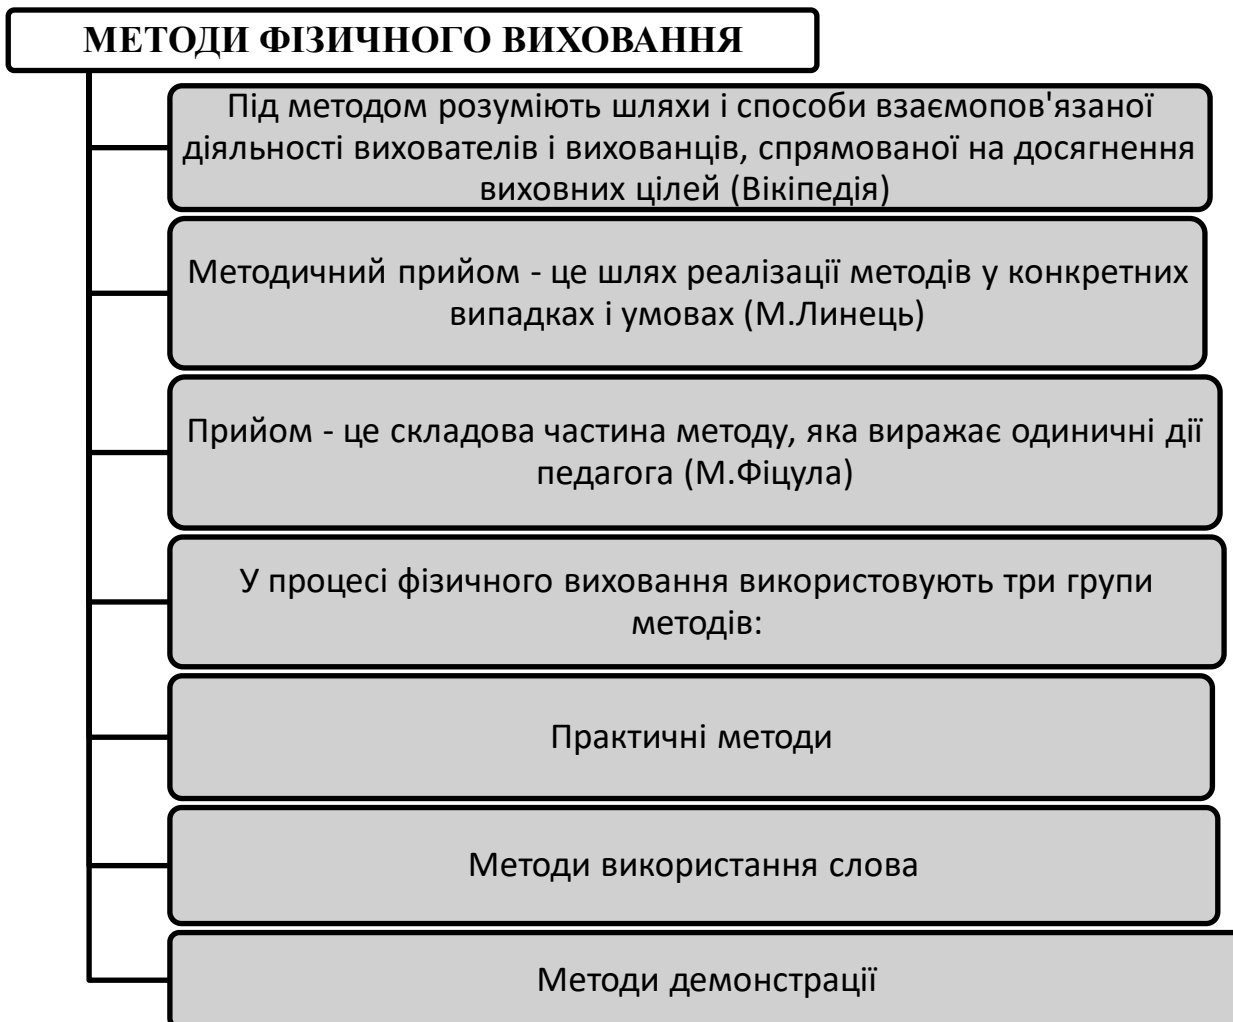 МЕТОДИ ФІЗИЧНОГО ВИХОВАННЯ
Під методом розуміють шляхи і способи взаємопов'язаної
діяльності вихователів і вихованців, спрямованої на досягнення
виховних цілей (Вікіпедія)
Методичний прийом - це шлях реалізації методів у конкретних
випадках і умовах (М.Линець)
Прийом - це складова частина методу, яка виражає одиничні дії
педагога (М.Фіцула)
У процесі фізичного виховання використовують три групи
методів:
Практичні методи
Методи використання слова
Методи демонстрації